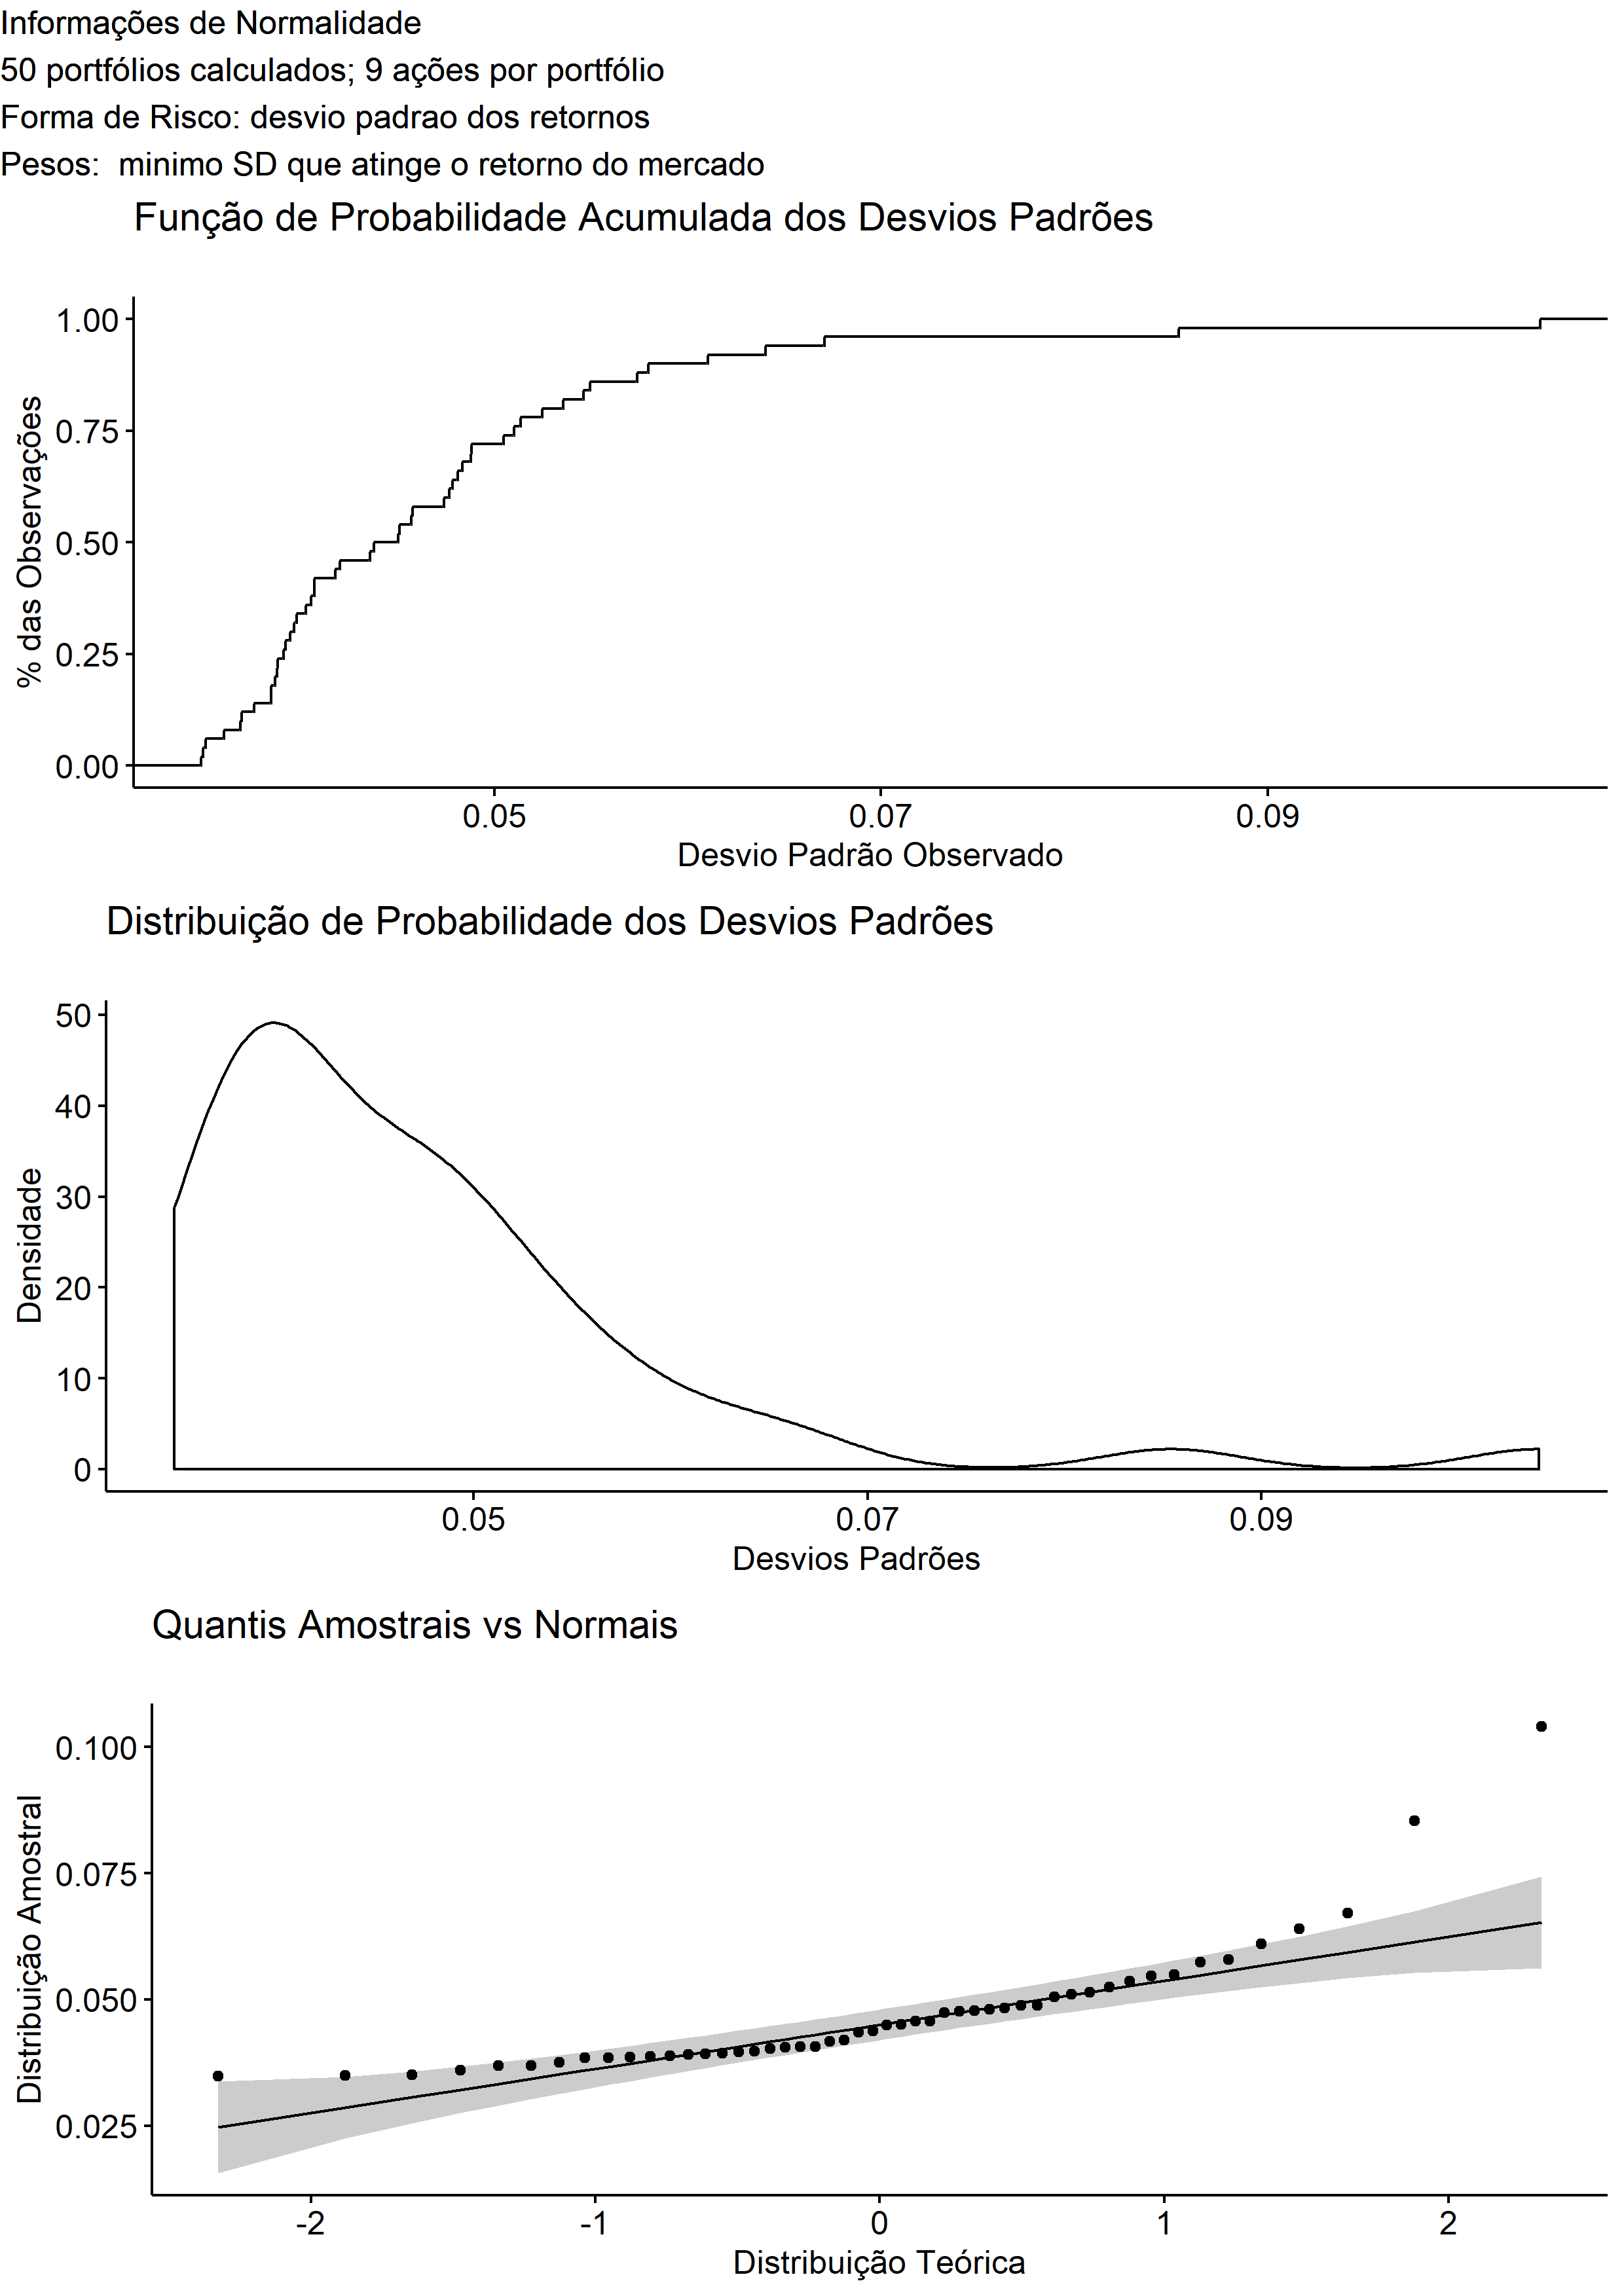 Informações de Normalidade
50 portfólios calculados; 9 ações por portfólio
Forma de Risco: desvio padrao dos retornos
Pesos:  minimo SD que atinge o retorno do mercado
Função de Probabilidade Acumulada dos Desvios Padrões
% das Observações
1.00
0.75
0.50
0.25
0.00
0.05 0.07 0.09
Desvio Padrão Observado
Distribuição de Probabilidade dos Desvios Padrões
Densidade
50
40
30
20
10
0
0.05 0.07 0.09
Desvios Padrões
Quantis Amostrais vs Normais
Distribuição Amostral
0.100
0.075
0.050
0.025
-2 -1 0 1 2
Distribuição Teórica